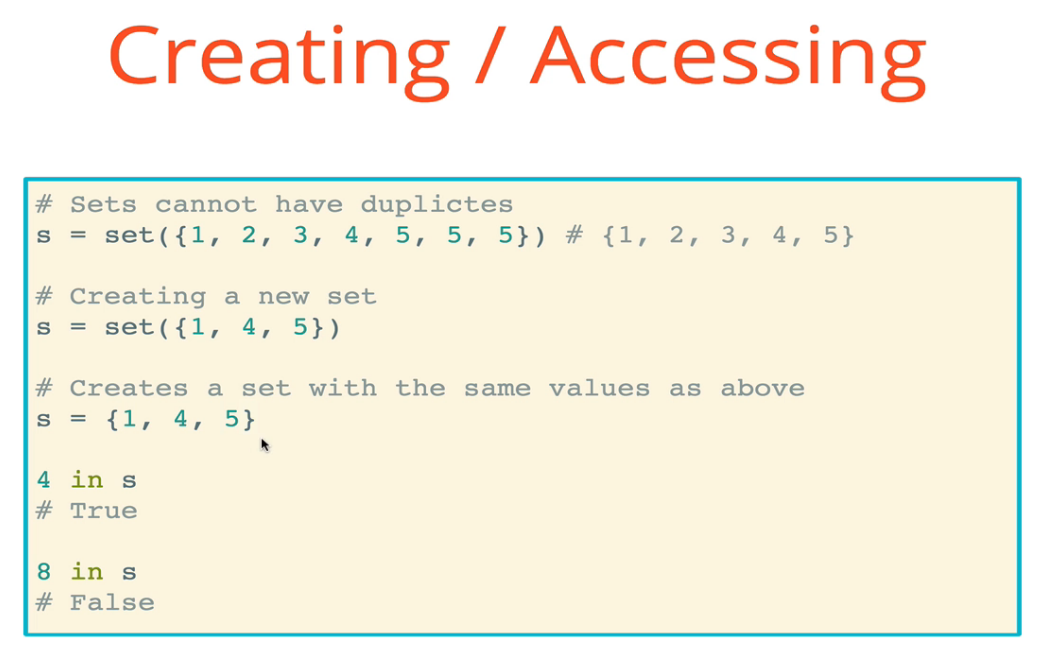 Creating / Accessing
# Sets cannot have duplictes
s = set({1, 2, 3, 4, 5, 5, 5}) # {1, 2, 3, 4, 5}
# Creating a new set
s = set({1, 4, 5})
# Creates a set with the same values as above
s = {1, 4, 5}
4 in s
# True
8 in s
# False